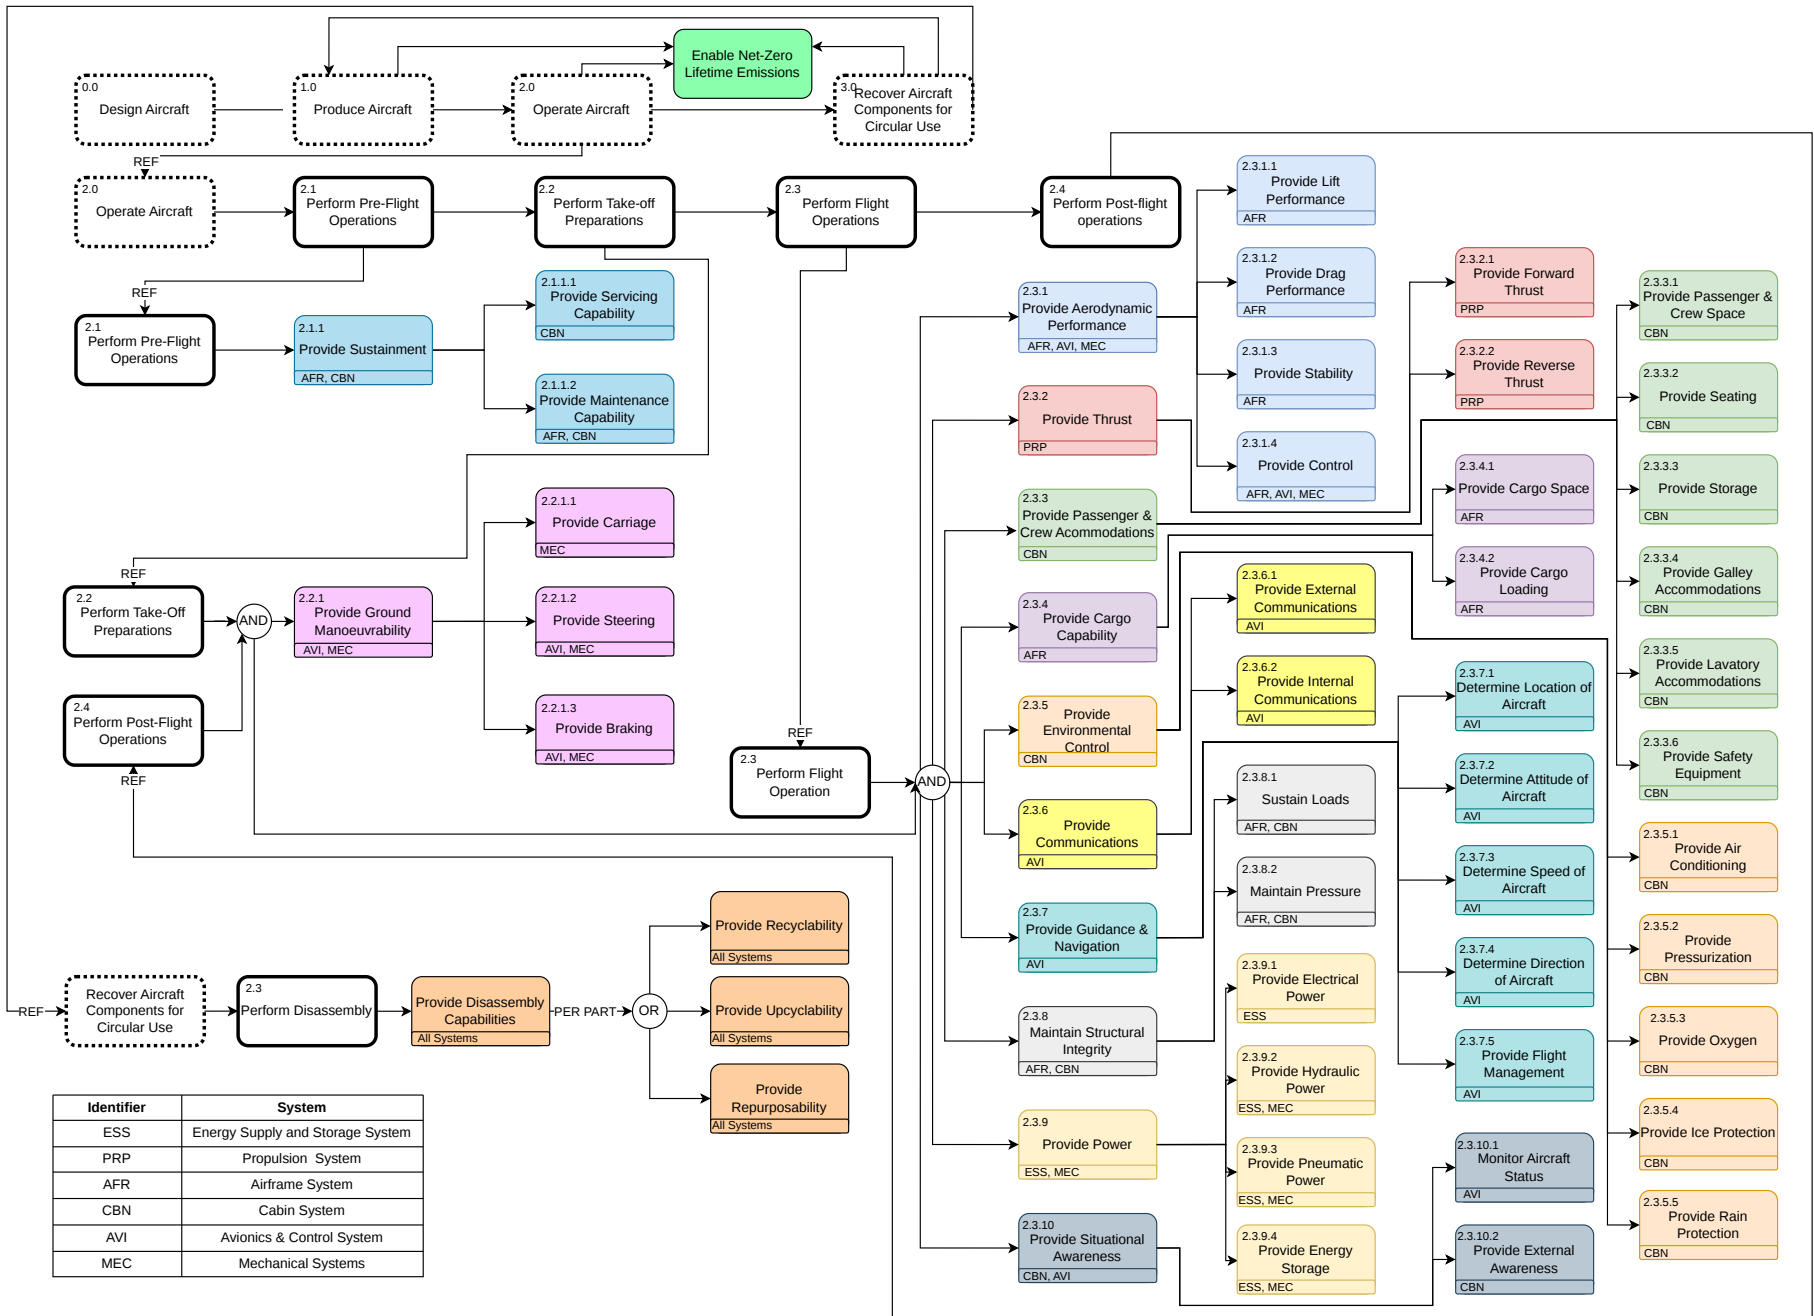 Enable Net-Zero
Lifetime Emissions
0.0
Design Aircraft
1.0
Produce Aircraft
2.0
Operate Aircraft
3.0
Recover Aircraft
Components for
Circular Use
REF
2.0
Operate Aircraft
2.1
Perform Pre-Flight
Operations
2.2
Perform Take-off
Preparations
2.3
Perform Flight
Operations
2.4
Perform Post-flight
operations
REF
2.1
Perform Pre-Flight
Operations
2.1.1
Provide Sustainment
AFR, CBN
2.1.1.1
Provide Servicing
Capability
CBN
2.1.1.2
Provide Maintenance
Capability
AFR, CBN
REF
2.2
Perform Take-Off
Preparations
AND
2.2.1
Provide Ground
Manoeuvrability
AVI, MEC
2.2.1.1
Provide Carriage
MEC
2.2.1.2
Provide Steering
AVI, MEC
2.2.1.3
Provide Braking
AVI, MEC
2.4
Perform Post-Flight
Operations
REF
REF
2.3
Perform Flight
Operation
AND
2.3.1
Provide Aerodynamic
Performance
AFR, AVI, MEC
2.3.2
Provide Thrust
PRP
2.3.3
Provide Passenger &
Crew Acommodations
CBN
2.3.4
Provide Cargo
Capability
AFR
2.3.5
Provide
Environmental
Control
CBN
2.3.6
Provide
Communications
AVI
2.3.7
Provide Guidance &
Navigation
AVI
2.3.8
Maintain Structural
Integrity
AFR, CBN
2.3.9
Provide Power
ESS, MEC
2.3.10
Provide Situational
Awareness
CBN, AVI
2.3.1.1
Provide Lift
Performance
AFR
2.3.1.2
Provide Drag
Performance
AFR
2.3.1.3
Provide Stability
AFR
2.3.1.4
Provide Control
AFR, AVI, MEC
2.3.6.1
Provide External
Communications
AVI
2.3.6.2
Provide Internal
Communications
AVI
2.3.8.1
Sustain Loads
AFR, CBN
2.3.8.2
Maintain Pressure
AFR, CBN
2.3.9.1
Provide Electrical
Power
ESS
2.3.9.2
Provide Hydraulic
Power
ESS, MEC
2.3.9.3
Provide Pneumatic
Power
ESS, MEC
2.3.9.4
Provide Energy
Storage
ESS, MEC
2.3.2.1
Provide Forward
Thrust
PRP
2.3.2.2
Provide Reverse
Thrust
PRP
2.3.4.1
Provide Cargo Space
AFR
2.3.4.2
Provide Cargo
Loading
AFR
2.3.7.1
Determine Location of
Aircraft
AVI
2.3.7.2
Determine Attitude of
Aircraft
AVI
2.3.7.3
Determine Speed of
Aircraft
AVI
2.3.7.4
Determine Direction
of Aircraft
AVI
2.3.7.5
Provide Flight
Management
AVI
2.3.10.1
Monitor Aircraft
Status
AVI
2.3.10.2
Provide External
Awareness
CBN
2.3.3.1
Provide Passenger &
Crew Space
CBN
2.3.3.2
Provide Seating
CBN
2.3.3.3
Provide Storage
CBN
2.3.3.4
Provide Galley
Accommodations
CBN
2.3.3.5
Provide Lavatory
Accommodations
CBN
2.3.3.6
Provide Safety
Equipment
CBN
2.3.5.1
Provide Air
Conditioning
CBN
2.3.5.2
Provide
Pressurization
CBN
2.3.5.3
Provide Oxygen
CBN
2.3.5.4
Provide Ice Protection
CBN
2.3.5.5
Provide Rain
Protection
CBN
REF
Recover Aircraft
Components for
Circular Use
2.3
Perform Disassembly
Provide Disassembly
Capabilities
All Systems
PER PART
OR
Provide Recyclability
All Systems
Provide Upcyclability
All Systems
Provide
Repurposability
All Systems
Identifier System
ESS Energy Supply and Storage System
PRP Propulsion System
AFR Airframe System
CBN Cabin System
AVI Avionics & Control System
MEC Mechanical Systems